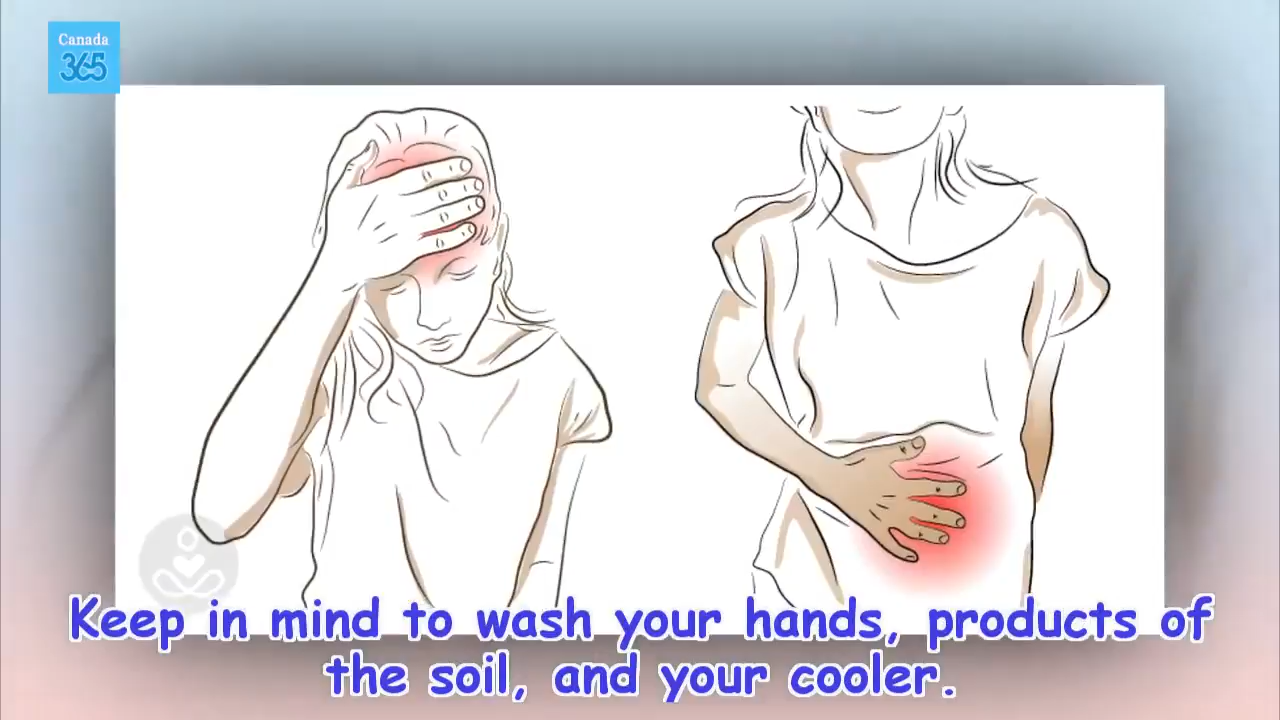 Canada
365
Keep in mind to wash your hands, products of
the soil, and your cooler.